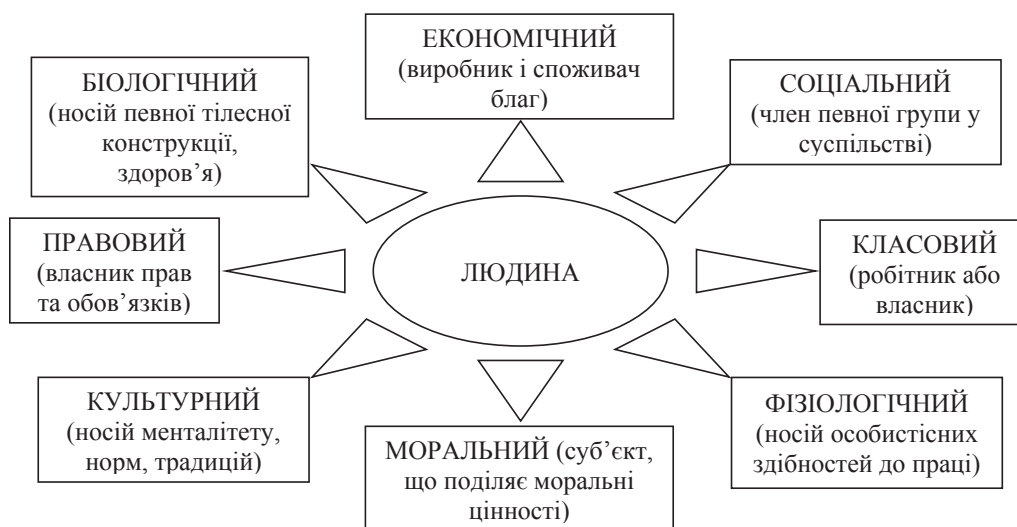 ЕКОНОМІЧНИЙ
(виробник і споживач
благ)
БІОЛОГІЧНИЙ
(носій певної тілесної
конструкції,
здоров’я)
СОЦІАЛЬНИЙ
(член певної групи у
суспільстві)
ПРАВОВИЙ
(власник прав
та обов’язків)
ЛЮДИНА
КЛАСОВИЙ
(робітник або
власник)
КУЛЬТУРНИЙ
(носій менталітету,
норм, традицій)
МОРАЛЬНИЙ (суб’єкт,
що поділяє моральні
цінності)
ФІЗІОЛОГІЧНИЙ
(носій особистісних
здібностей до праці)